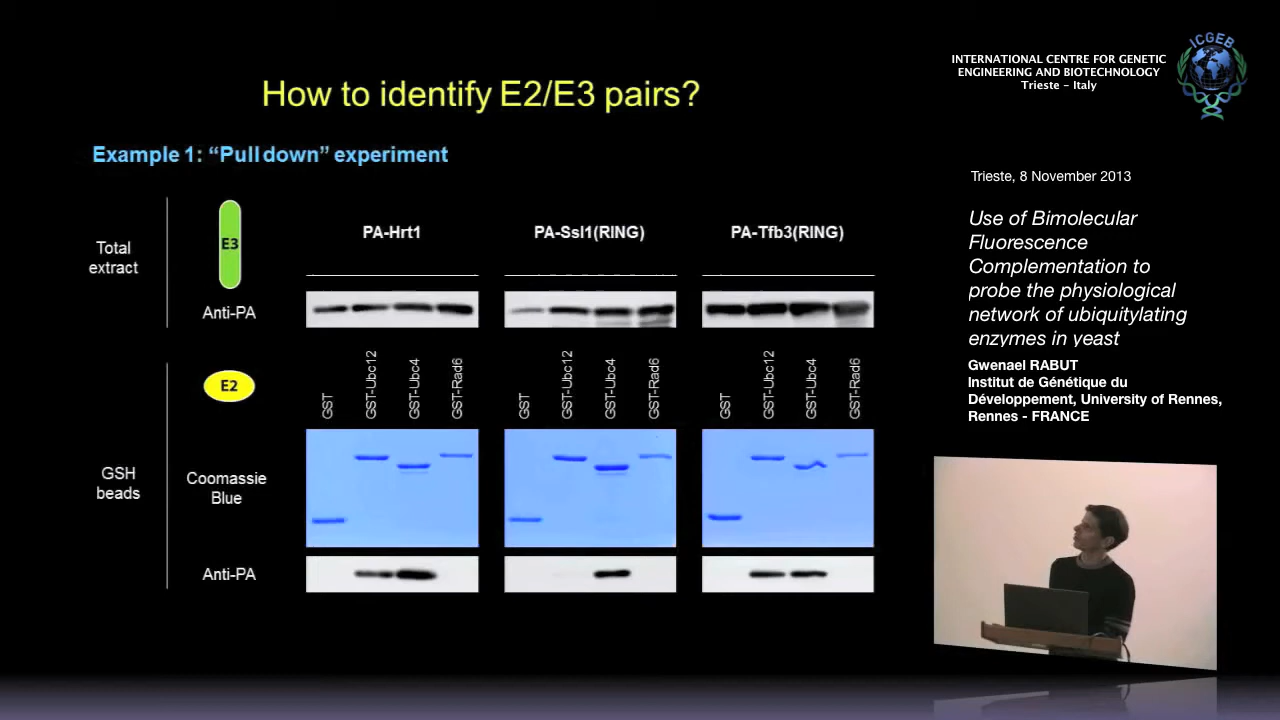 How to identify E2/E3 pairs?
Example 1: “Pull down” experiment
Total
extract
E3
Anti-PA
PA-Hrt1
PA-Ssl1(RING)
PA-Tfb3(RING)
E2
GST
GST-Ubc12
GST-Ubc4
GST-Rad6
GST
GST-Ubc12
GST-Ubc4
GST-Rad6
GST
GST-Ubc12
GST-Ubc4
GST-Rad6
GSH
beads
Coomassie
Blue
Anti-PA
INTERNATIONAL CENTRE FOR GENETIC
ENGINEERING AND BIOTECHNOLOGY
Trieste - Italy
ICGEB
Trieste, 8 November 2013
Use of Bimolecular
Fluorescence
Complementation to
probe the physiological
network of ubiquitylating
enzymes in yeast
Gwenael RABUT
Institut de Génétique du
Développement, University of Rennes,
Rennes - FRANCE